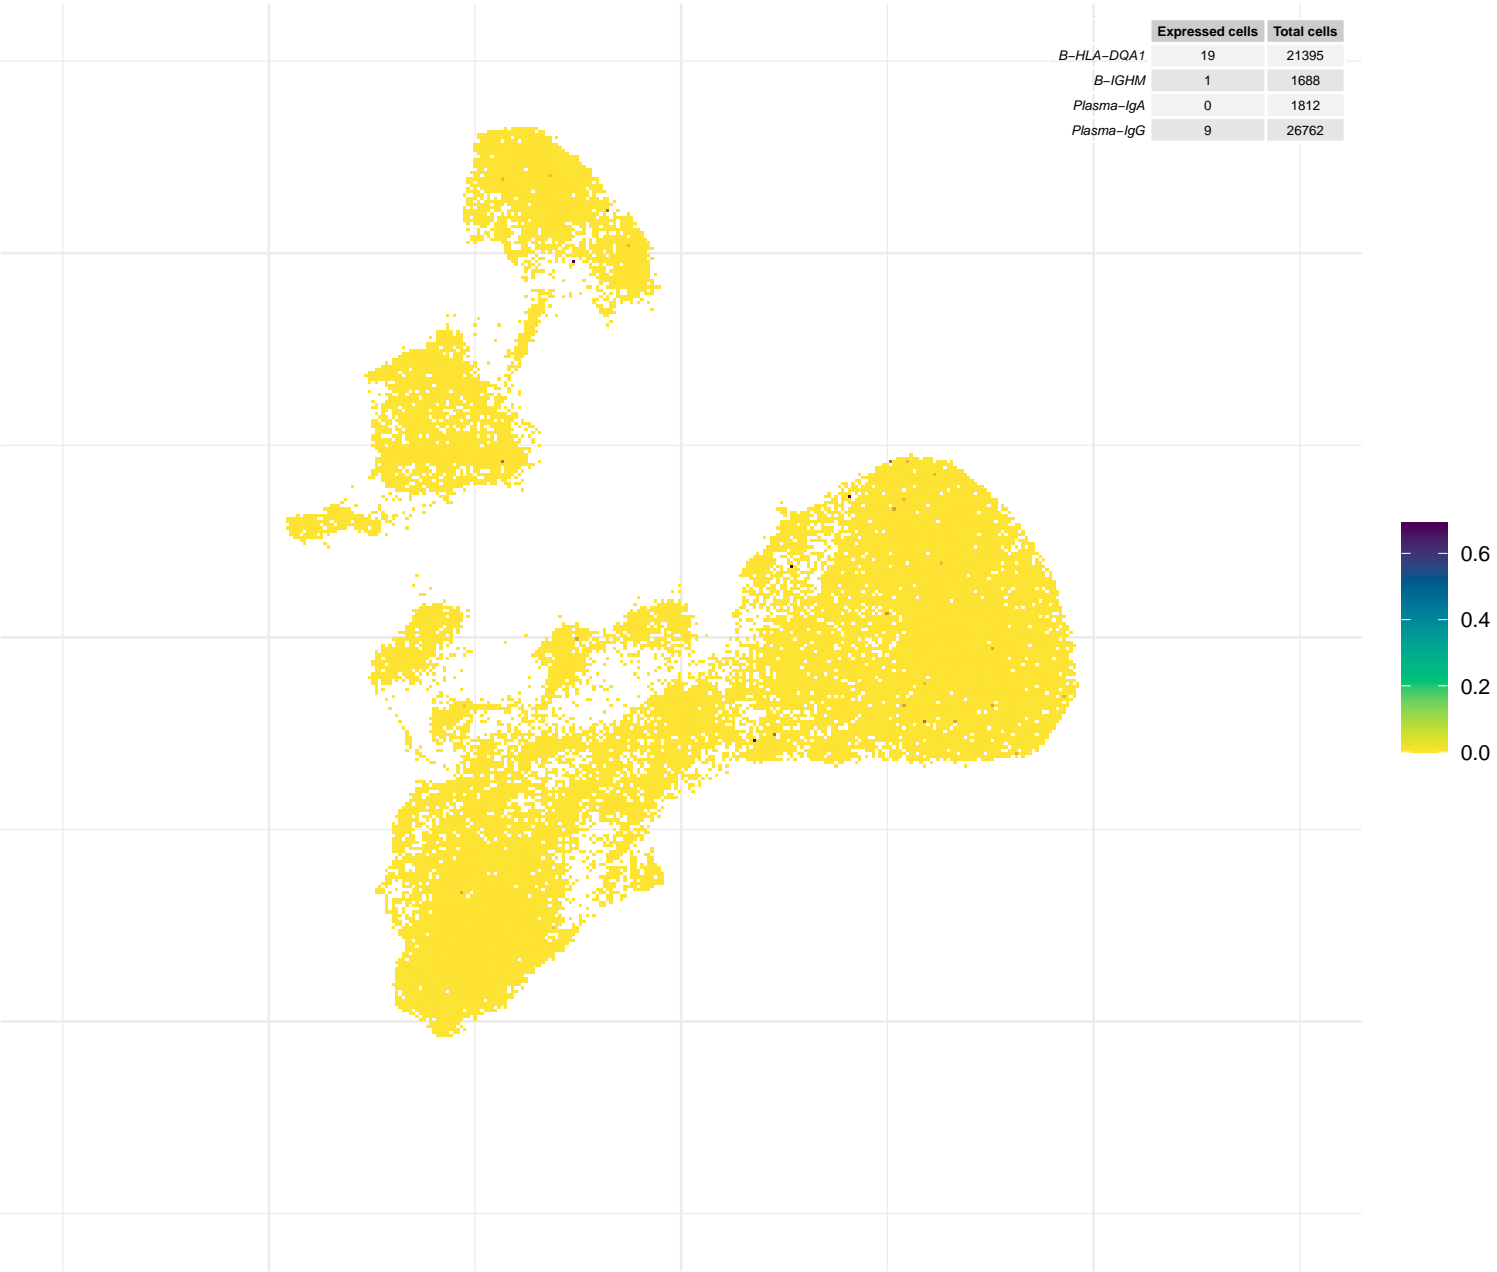 Expressed cells Total cells
B−HLA−DQA1 19 21395
B−IGHM 1 1688
Plasma−IgA 0 1812
Plasma−IgG 9 26762
0.6
0.4
0.2
0.0